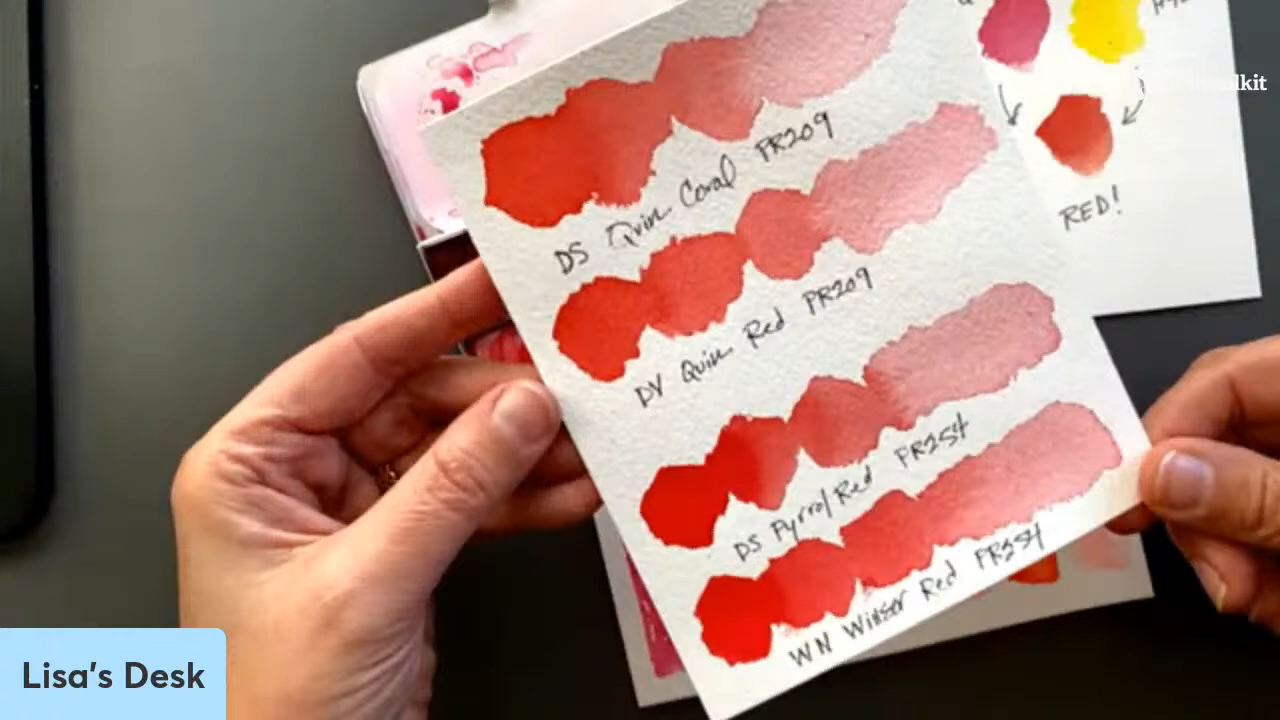 DS Quin Coral PR209
DV Quin Red PR209
DS Pyrrol Red PR254
WN Winsor Red PR254
RED!
Lisa's Desk